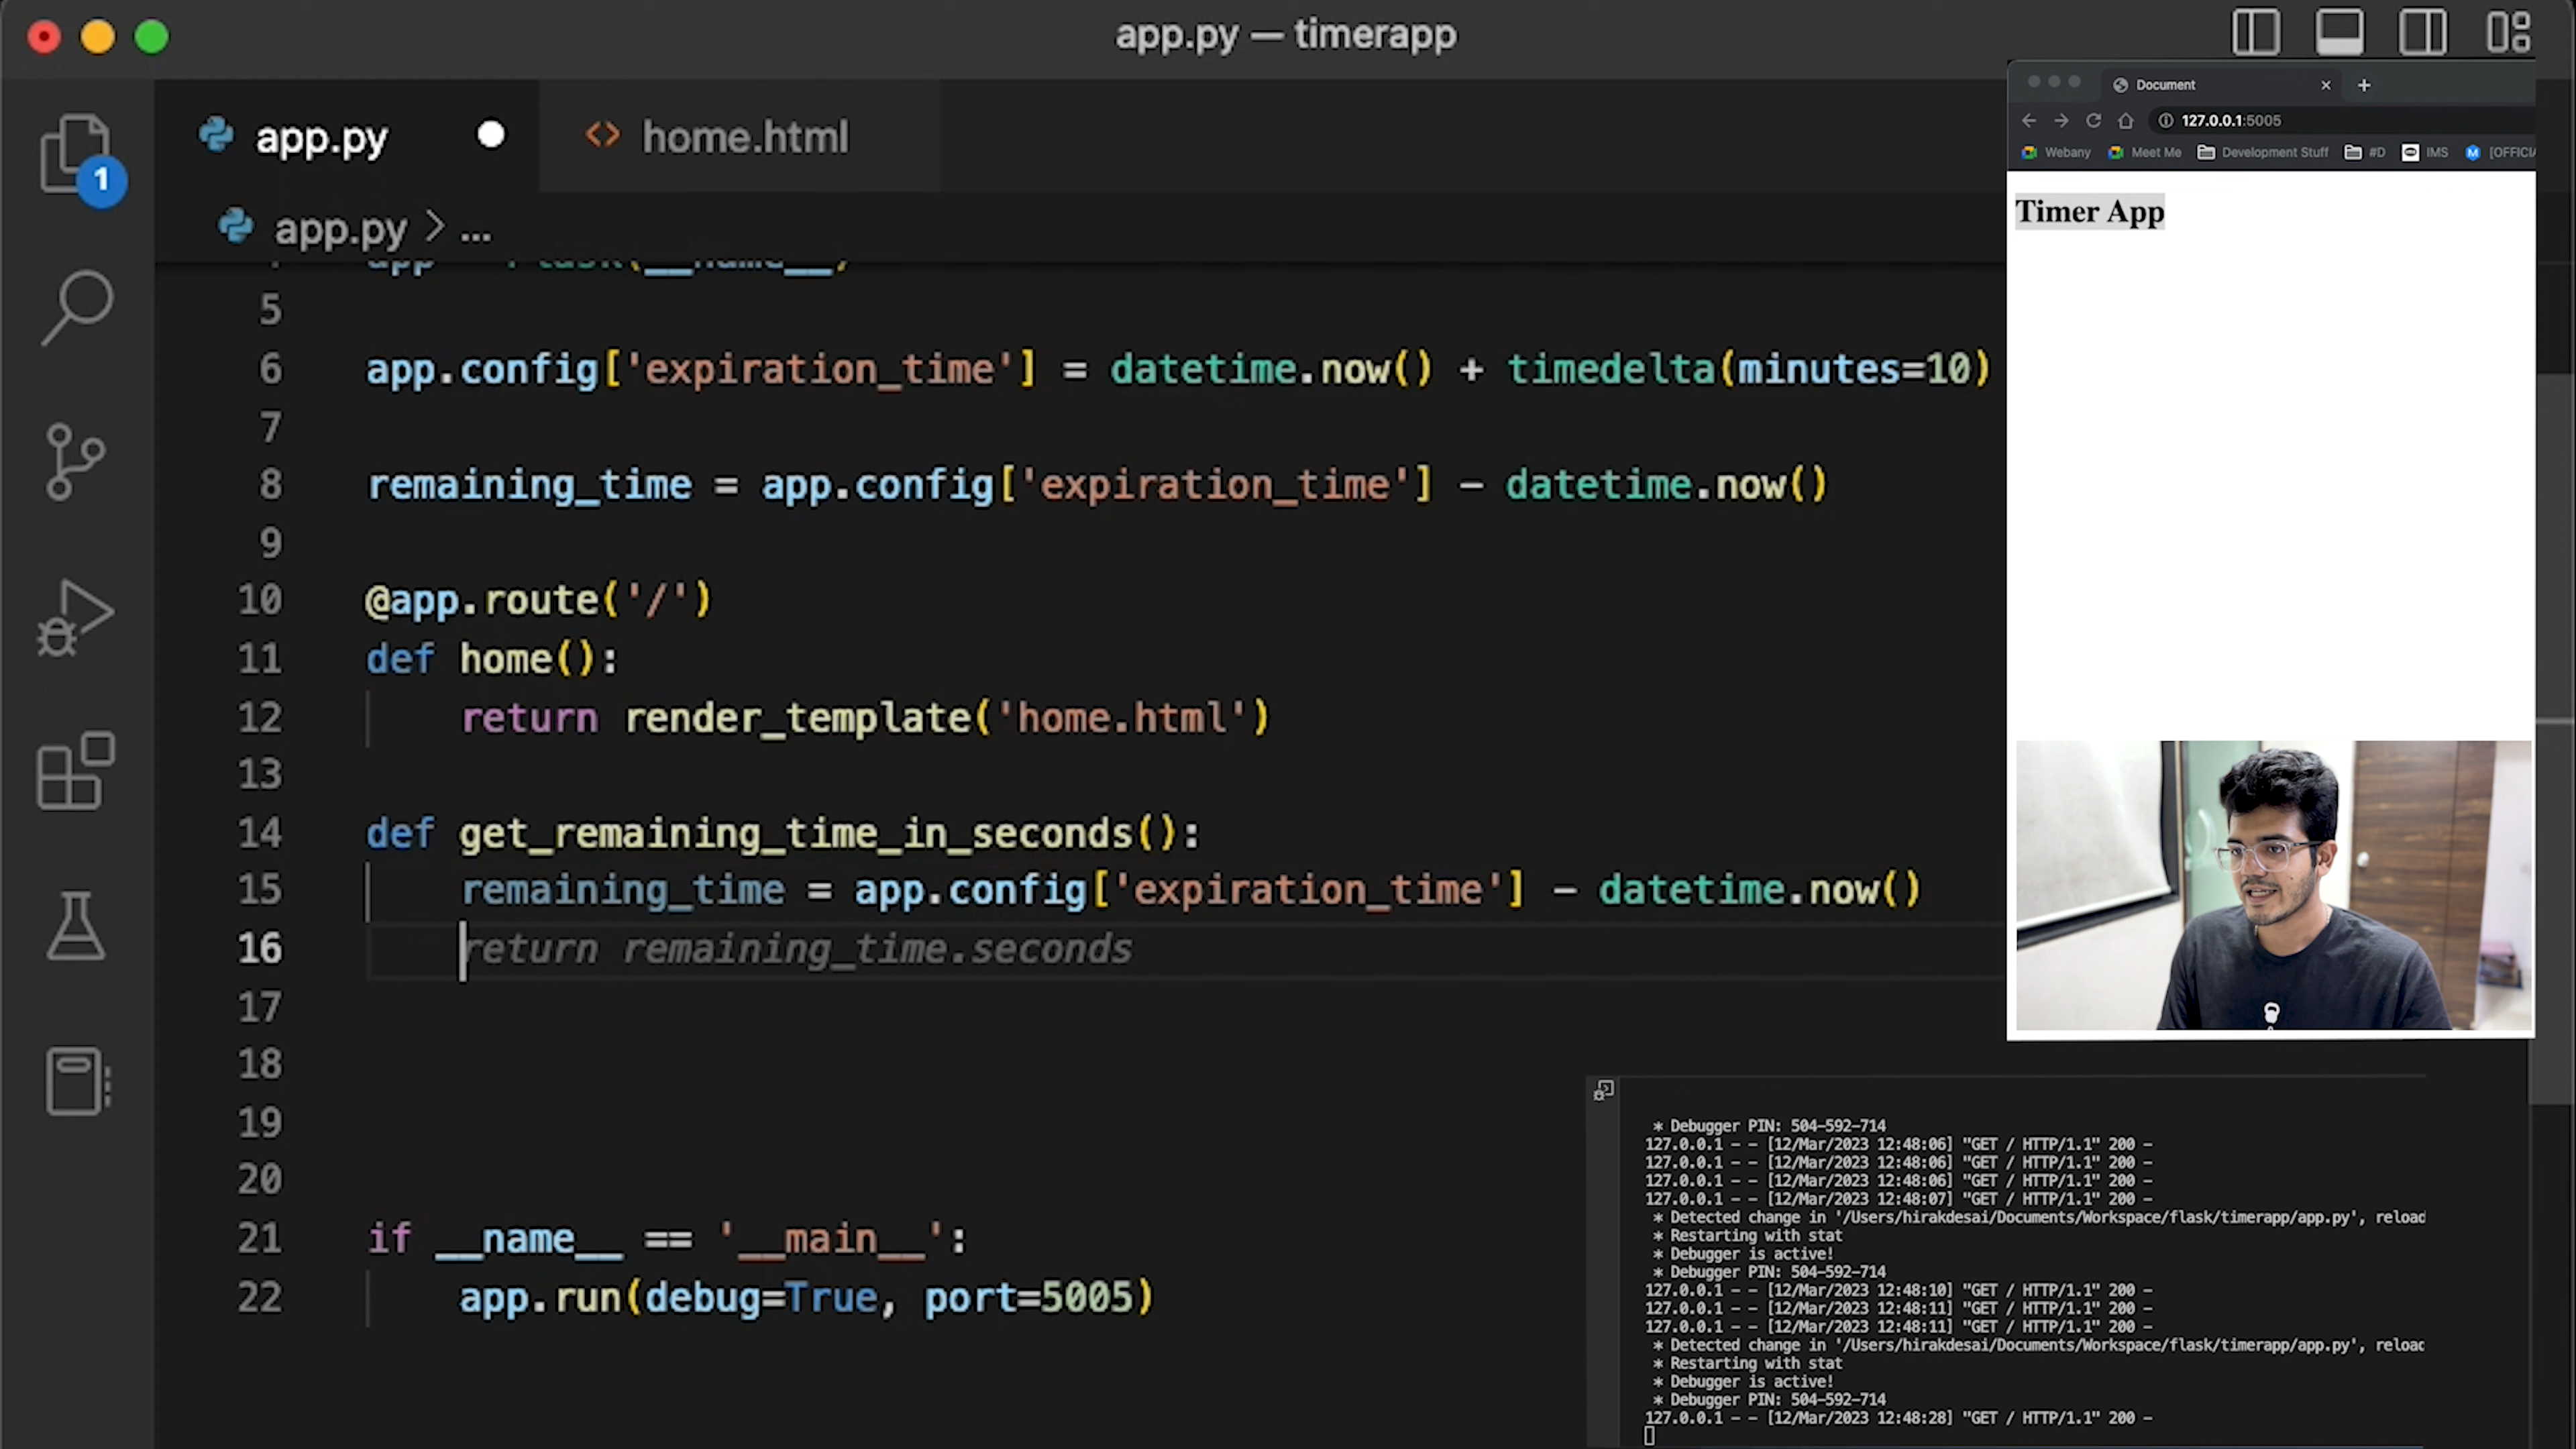 app.py — timerapp
app.py
home.html
1
app.py > ...
5
6 app.config['expiration_time'] = datetime.now() + timedelta(minutes=10)
7
8 remaining_time = app.config['expiration_time'] - datetime.now()
9
10 @app.route('/')
11 def home():
12 return render_template('home.html')
13
14 def get_remaining_time_in_seconds():
15 remaining_time = app.config['expiration_time'] - datetime.now()
16 return remaining_time.seconds
17
18
19
20
21 if __name__ == '__main__':
22 app.run(debug=True, port=5005)
Document
127.0.0.1:5005
Webany Meet Me Development Stuff #D IMS [OFFICIA
Timer App
* Debugger PIN: 504-592-714
127.0.0.1 - - [12/Mar/2023 12:48:06] "GET / HTTP/1.1" 200 -
127.0.0.1 - - [12/Mar/2023 12:48:06] "GET / HTTP/1.1" 200 -
127.0.0.1 - - [12/Mar/2023 12:48:06] "GET / HTTP/1.1" 200 -
127.0.0.1 - - [12/Mar/2023 12:48:07] "GET / HTTP/1.1" 200 -
* Detected change in '/Users/hirakdesai/Documents/Workspace/flask/timerapp/app.py', reload
* Restarting with stat
* Debugger is active!
* Debugger PIN: 504-592-714
127.0.0.1 - - [12/Mar/2023 12:48:10] "GET / HTTP/1.1" 200 -
127.0.0.1 - - [12/Mar/2023 12:48:11] "GET / HTTP/1.1" 200 -
127.0.0.1 - - [12/Mar/2023 12:48:11] "GET / HTTP/1.1" 200 -
* Detected change in '/Users/hirakdesai/Documents/Workspace/flask/timerapp/app.py', reload
* Restarting with stat
* Debugger is active!
* Debugger PIN: 504-592-714
127.0.0.1 - - [12/Mar/2023 12:48:28] "GET / HTTP/1.1" 200 -